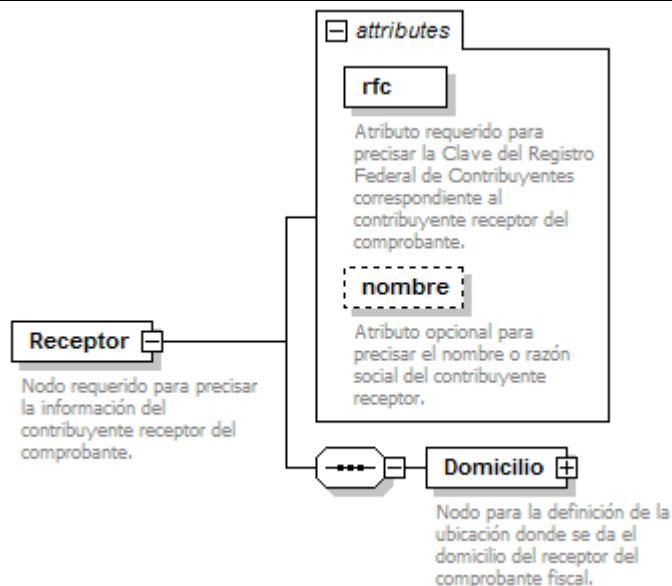 attributes
rfc
Atributo requerido para
precisar la Clave del Registro
Federal de Contribuyentes
correspondiente al
contribuyente receptor del
comprobante.
nombre
Atributo opcional para
precisar el nombre o razón
social del contribuyente
receptor.
Receptor
Nodo requerido para precisar
la información del
contribuyente receptor del
comprobante.
Domicilio
Nodo para la definición de la
ubicación donde se da el
domicilio del receptor del
comprobante fiscal.